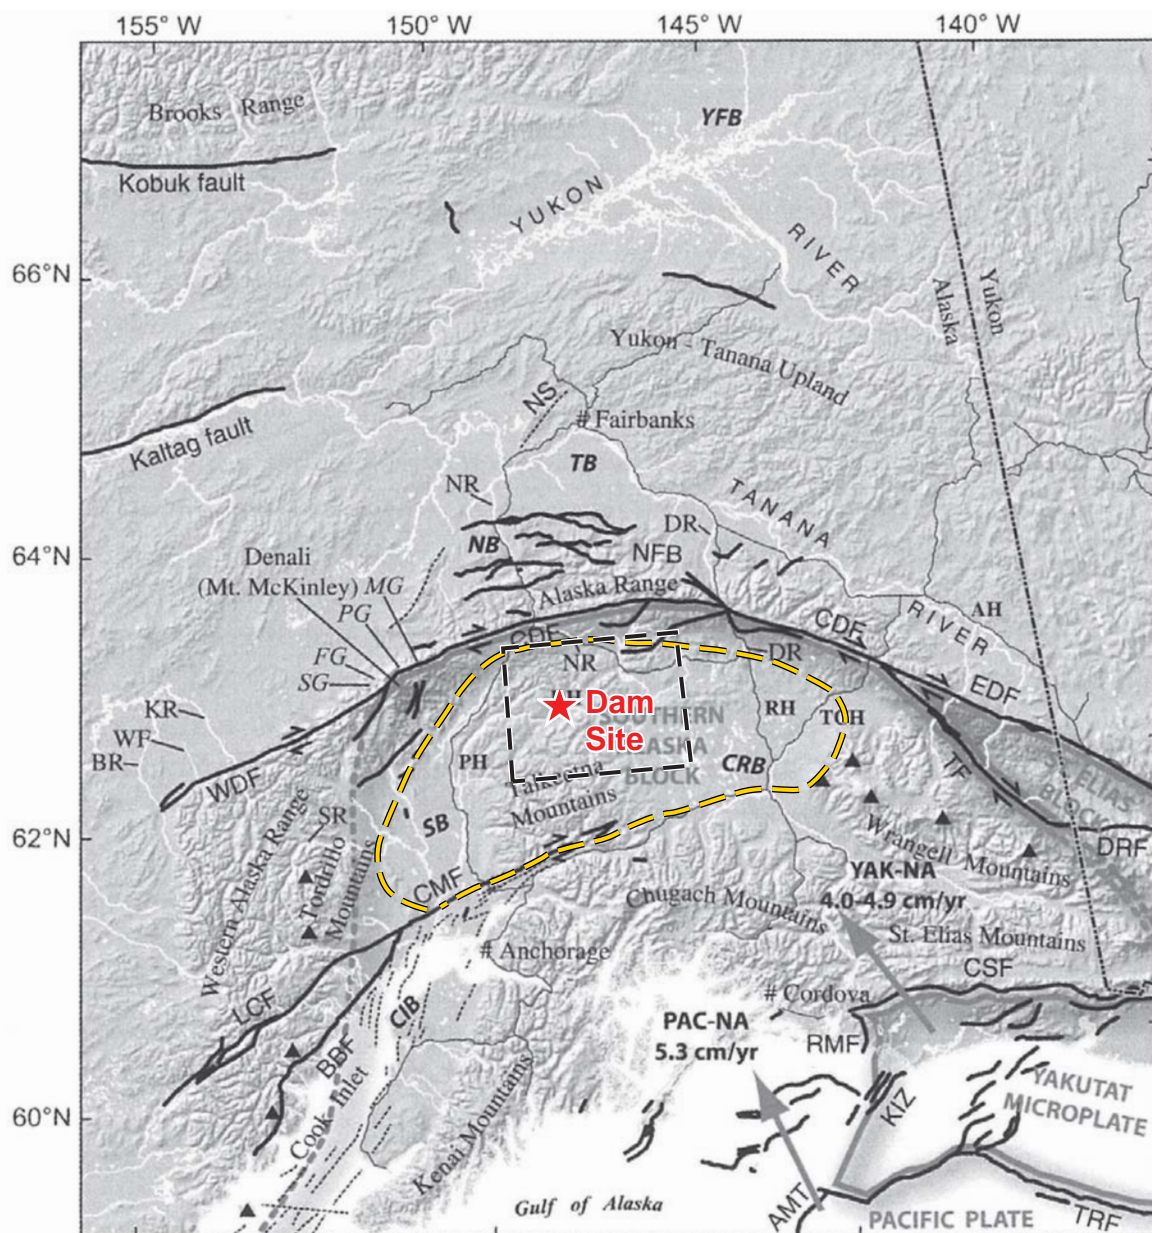 155° W
150° W
145° W
140° W
Brooks Range
YFB
Kobuk fault
YUKON
RIVER
66°N
Alaska
Yukon
Yukon - Tanana Upland
NS
# Fairbanks
Kaltag fault
TB
NR
TANANA
DR
64°N
NB
NFB
Denali
(Mt. McKinley) MG
PG
Alaska Range
AH
RIVER
CDF
CDF
FG
SG
NR
DR
EDF
KR
Dam
Site
SOUTHERN
ALASKA
BLOCK
RH
TCH
WF
BR
PH
CRB
TF
WDF
Talkeetna
Mountains
62°N
SR
SB
Wrangell Mountains
DRF
Western Alaska Range
Tordrillo
Mountains
CMF
YAK-NA
4.0-4.9 cm/yr
Chugach Mountains
St. Elias Mountains
# Anchorage
CSF
LCF
CIB
# Cordova
PAC-NA
5.3 cm/yr
RMF
BBF
60°N
Cook Inlet
Kenai Mountains
KIZ
YAKUTAT
MICROPLATE
Gulf of Alaska
AMT
PACIFIC PLATE
TRF